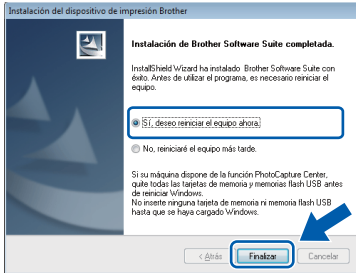 Instalación del dispositivo de impresión Brother
Instalación de Brother Software Suite completada.
InstallShield Wizard ha instalado Brother Software Suite con
éxito. Antes de utilizar el programa, es necesario reiniciar el
equipo.
Sí, deseo reiniciar el equipo ahora.
No, reiniciaré el equipo más tarde.
Si su máquina dispone de la función PhotoCapture Center,
quite todas las tarjetas de memoria y memorias flash USB antes
de reiniciar Windows.
No inserte ninguna tarjeta de memoria ni memoria flash USB
hasta que se haya cargado Windows.
< Atrás Finalizar Cancelar